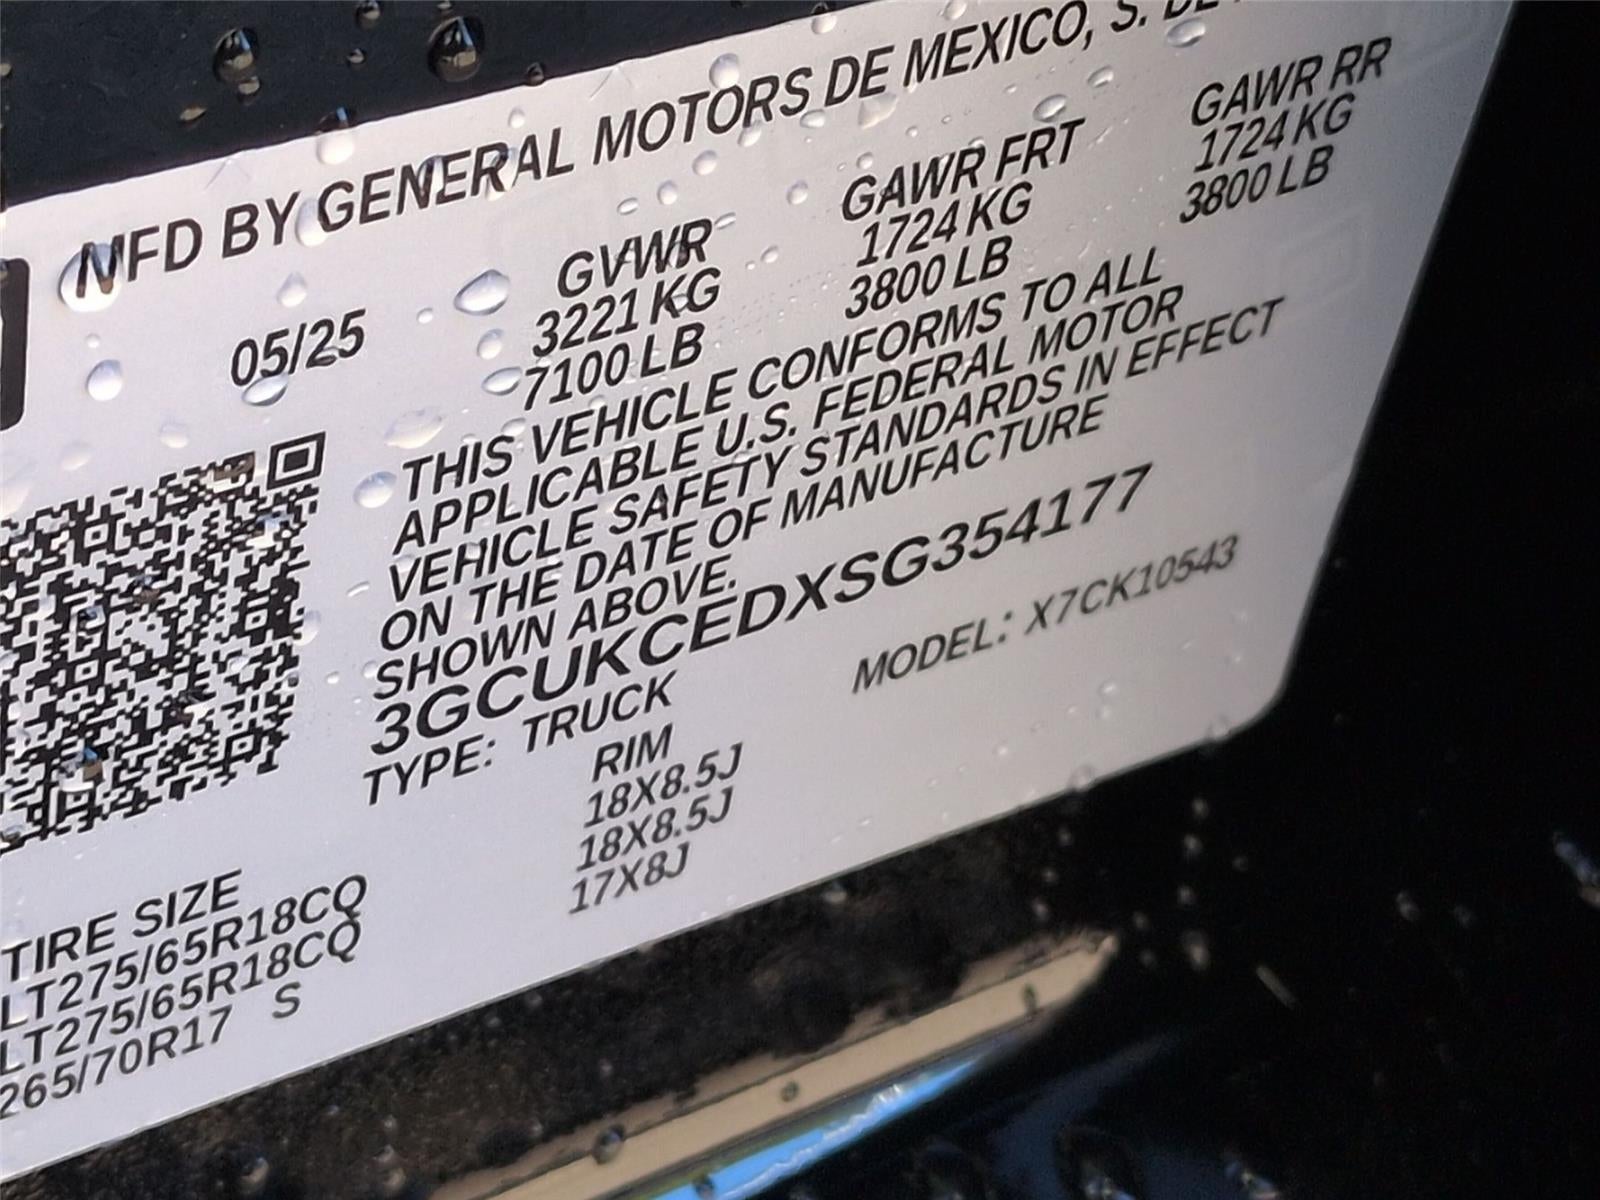 MFD BY GENERAL MOTORS DE MEXICO, S. DE
05/25 GVWR GAWR FRT GAWR RR
3221 KG 1724 KG 1724 KG
7100 LB 3800 LB 3800 LB
THIS VEHICLE CONFORMS TO ALL
APPLICABLE U.S. FEDERAL MOTOR
VEHICLE SAFETY STANDARDS IN EFFECT
ON THE DATE OF MANUFACTURE
SHOWN ABOVE.
3GCUKCEDXSG354177
TYPE: TRUCK MODEL: X7CK10543
TIRE SIZE RIM
LT275/65R18CQ 18X8.5J
LT275/65R18CQ 18X8.5J
265/70R17 S 17X8J